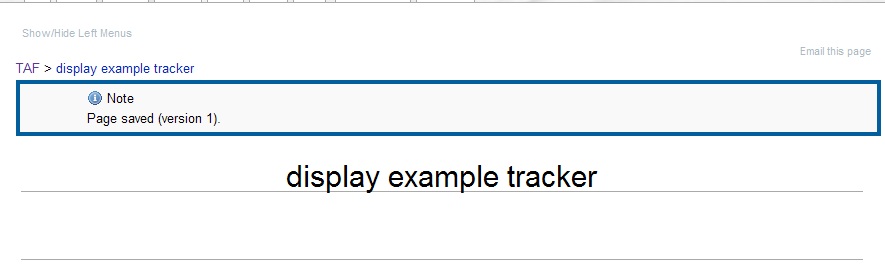 Show/Hide Left Menus
Email this page
TAF > display example tracker
Note
Page saved (version 1).
display example tracker